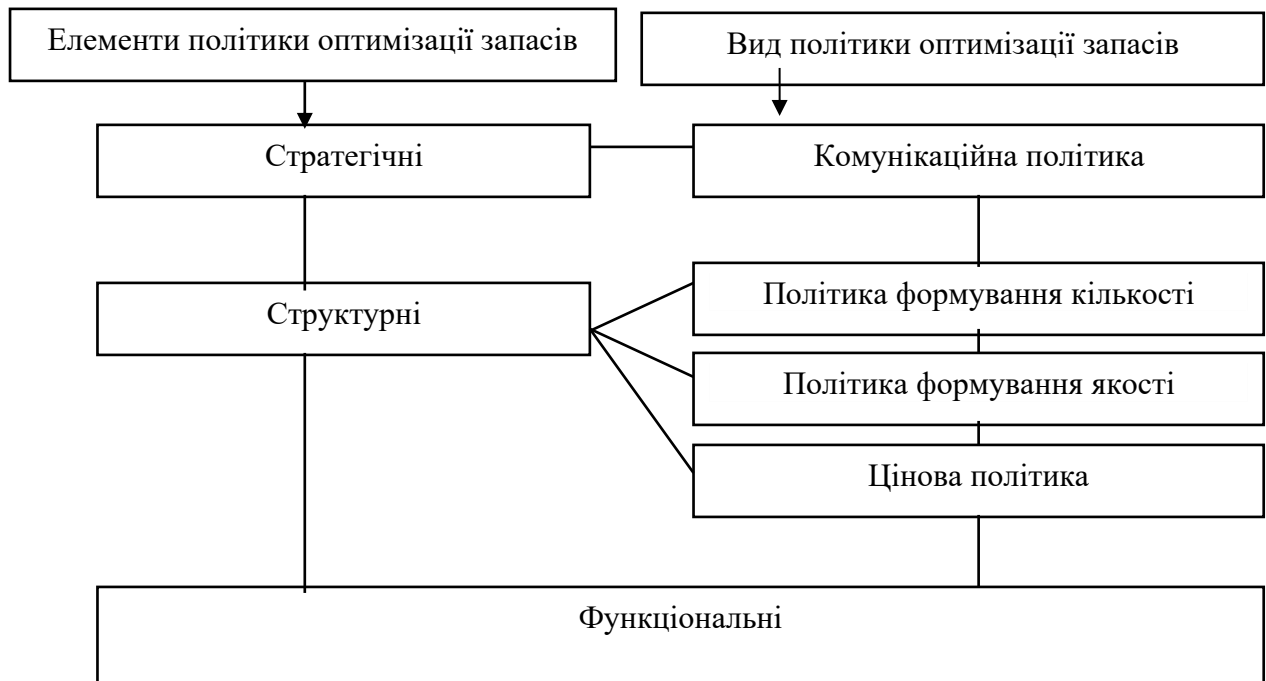 Елементи політики оптимізації запасів
Вид політики оптимізації запасів
Стратегічні
Комунікаційна політика
Структурні
Політика формування кількості
Політика формування якості
Цінова політика
Функціональні